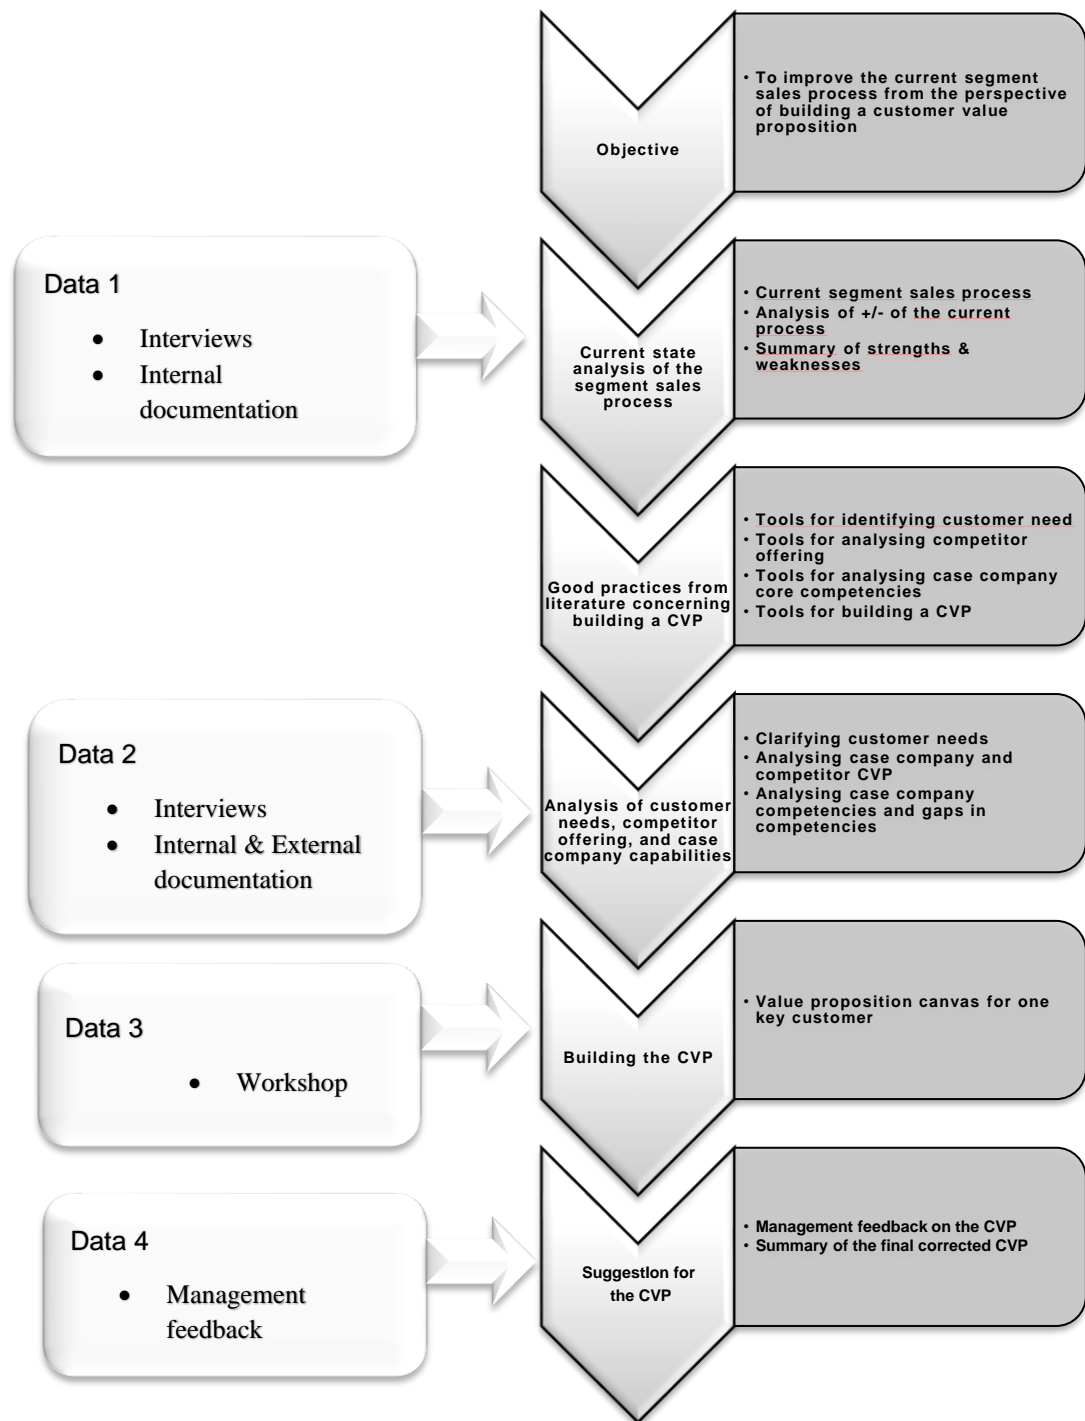 Objective
• To improve the current segment
sales process from the perspective
of building a customer value
proposition
Data 1
• Interviews
• Internal
documentation
Current state
analysis of the
segment sales
process
• Current segment sales process
• Analysis of +/- of the current
process
• Summary of strengths &
weaknesses
Good practices from
literature concerning
building a CVP
• Tools for identifying customer need
• Tools for analysing competitor
offering
• Tools for analysing case company
core competencies
• Tools for building a CVP
Data 2
• Interviews
• Internal & External
documentation
Analysis of customer
needs, competitor
offering, and case
company capabilities
• Clarifying customer needs
• Analysing case company and
competitor CVP
• Analysing case company
competencies and gaps in
competencies
Data 3
• Workshop
Building the CVP
• Value proposition canvas for one
key customer
Data 4
• Management
feedback
Suggestion for
the CVP
• Management feedback on the CVP
• Summary of the final corrected CVP